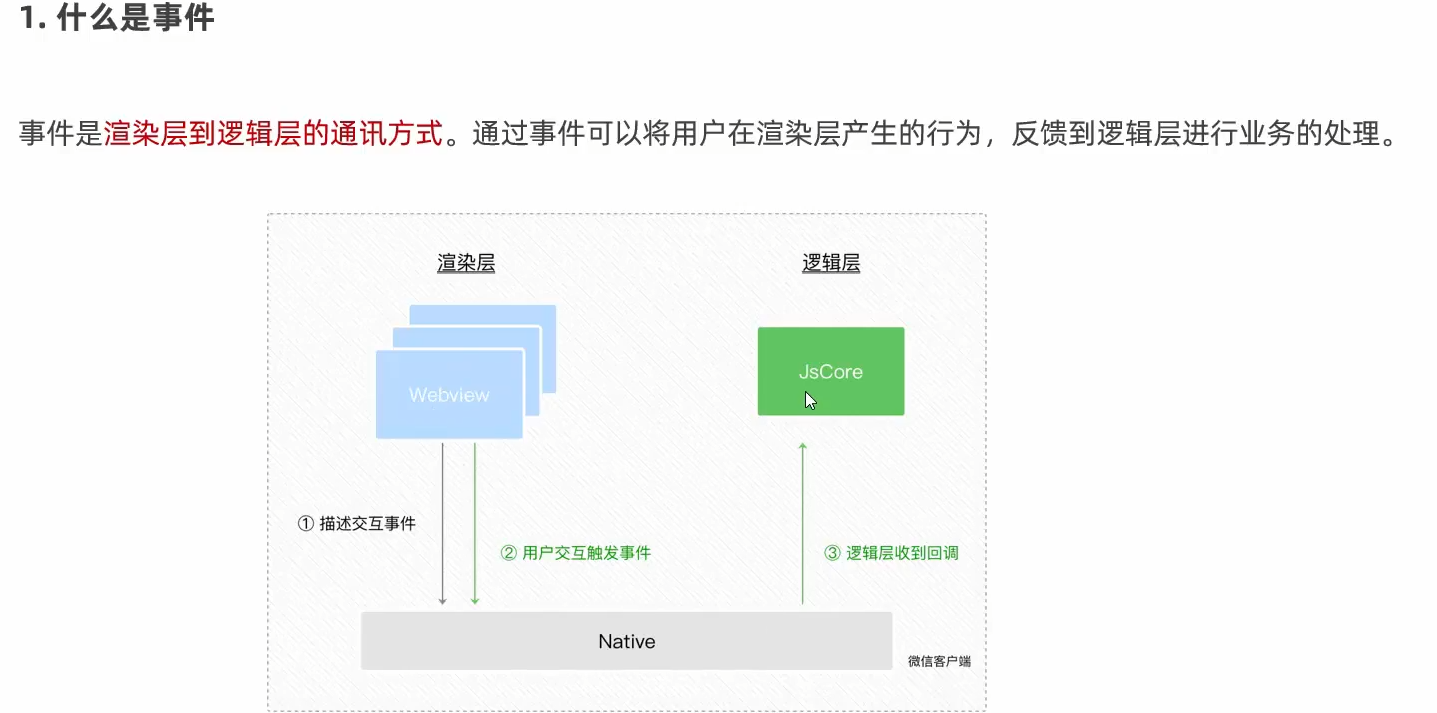 1. 什么是事件
事件是渲染层到逻辑层的通讯方式。通过事件可以将用户在渲染层产生的行为，反馈到逻辑层进行业务的处理。
渲染层
逻辑层
Webview
JsCore
① 描述交互事件
② 用户交互触发事件
③ 逻辑层收到回调
Native
微信客户端